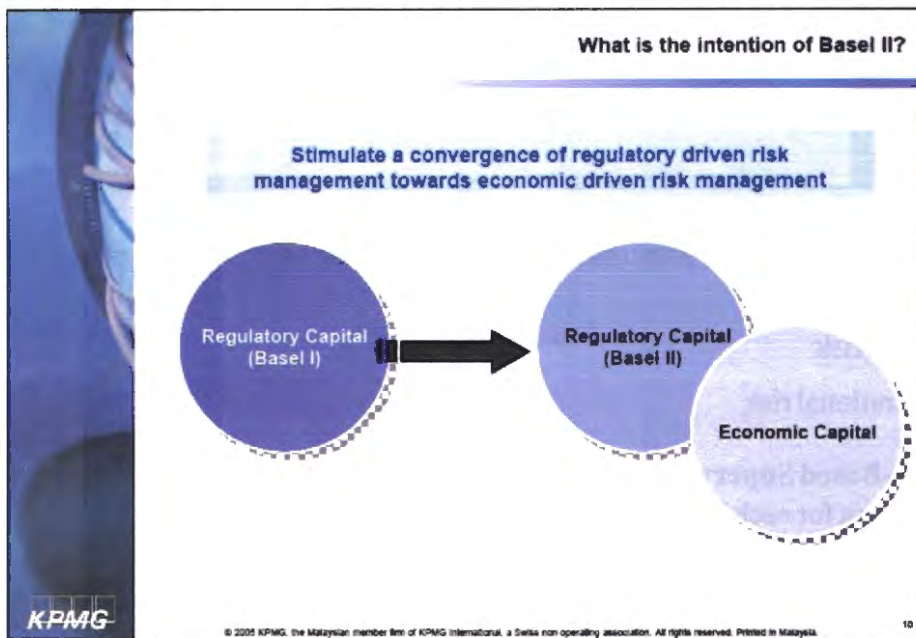 What is the intention of Basel II?
Stimulate a convergence of regulatory driven risk
management towards economic driven risk management
Regulatory Capital
(Basel I)
Regulatory Capital
(Basel II)
Economic Capital
KPMG
© 2005 KPMG, the Malaysian member firm of KPMG International, a Swiss non operating association. All rights reserved. Printed in Malaysia.